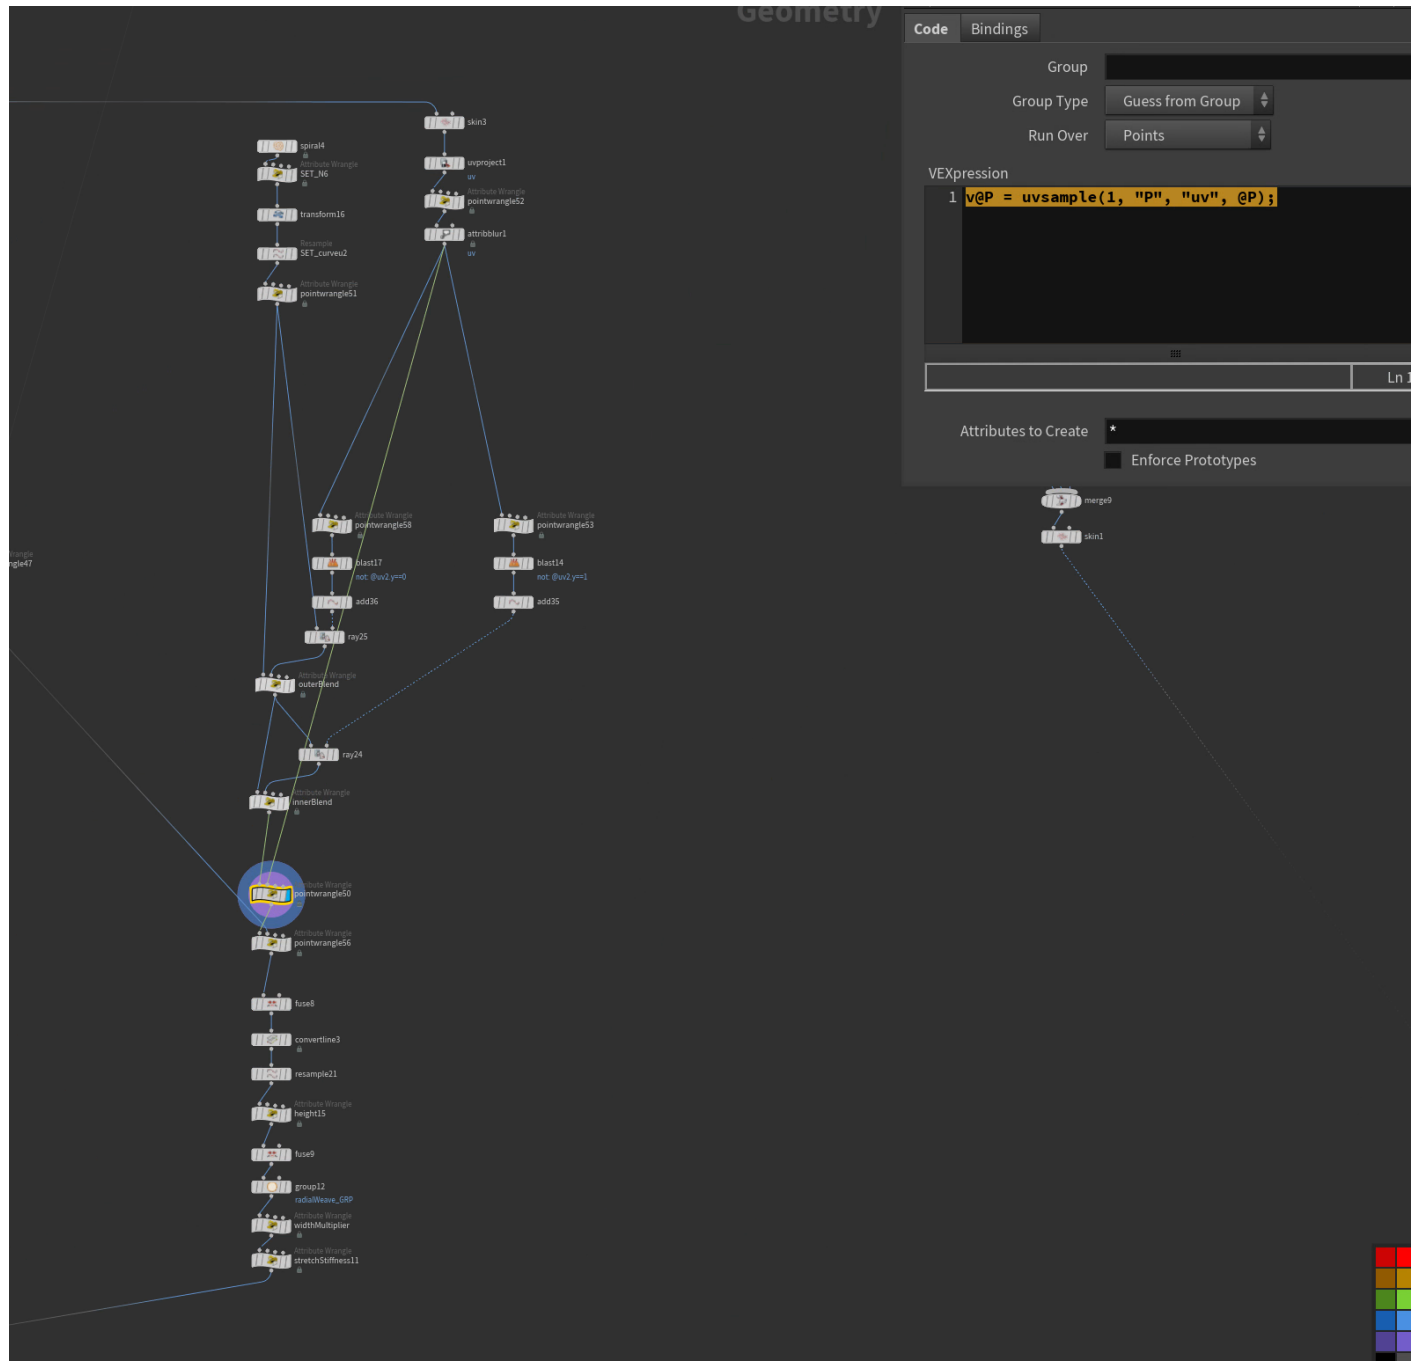 Geometry
Code Bindings
Group
Group Type Guess from Group
Run Over Points
VEXpression
1 v@P = uvsample(1, "P", "uv", @P);
Ln 1
Attributes to Create *
Enforce Prototypes
skin3
spiral4
Attribute Wrangle
SET_N6
uvproject1
uv
Attribute Wrangle
pointwrangle52
transform16
attribblur1
uv
Resample
SET_curveu2
Attribute Wrangle
pointwrangle51
merge9
Attribute Wrangle
pointwrangle58
Attribute Wrangle
pointwrangle53
skin1
blast17
not: @uv2.y==0
blast14
not: @uv2.y==1
add36
add35
ray25
Attribute Wrangle
outerBlend
ray24
Attribute Wrangle
innerBlend
pointwrangle50
Attribute Wrangle
pointwrangle56
fuse8
convertline3
resample21
Attribute Wrangle
height15
fuse9
group12
radialWeave_GRP
Attribute Wrangle
widthMultiplier
Attribute Wrangle
stretchStiffness11